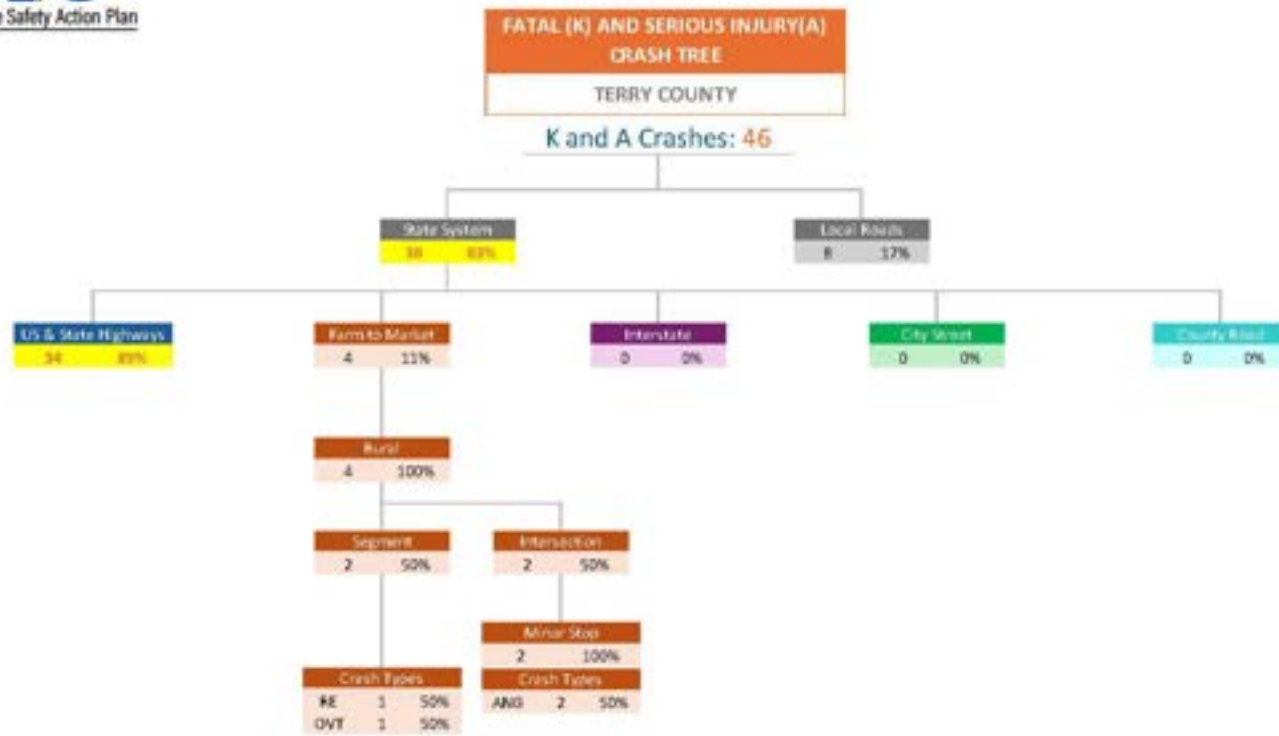 Safety Action Plan
FATAL (K) AND SERIOUS INJURY(A)
CRASH TREE
TERRY COUNTY
K and A Crashes: 46
State System
38 83%
Local Roads
8 17%
US & State Highways
34 89%
Farm to Market
4 11%
Interstate
0 0%
City Street
0 0%
County Road
0 0%
Rural
4 100%
Segment
2 50%
Intersection
2 50%
Minor Stop
2 100%
Crash Types
RE 1 50%
OVT 1 50%
Crash Types
ANG 2 50%